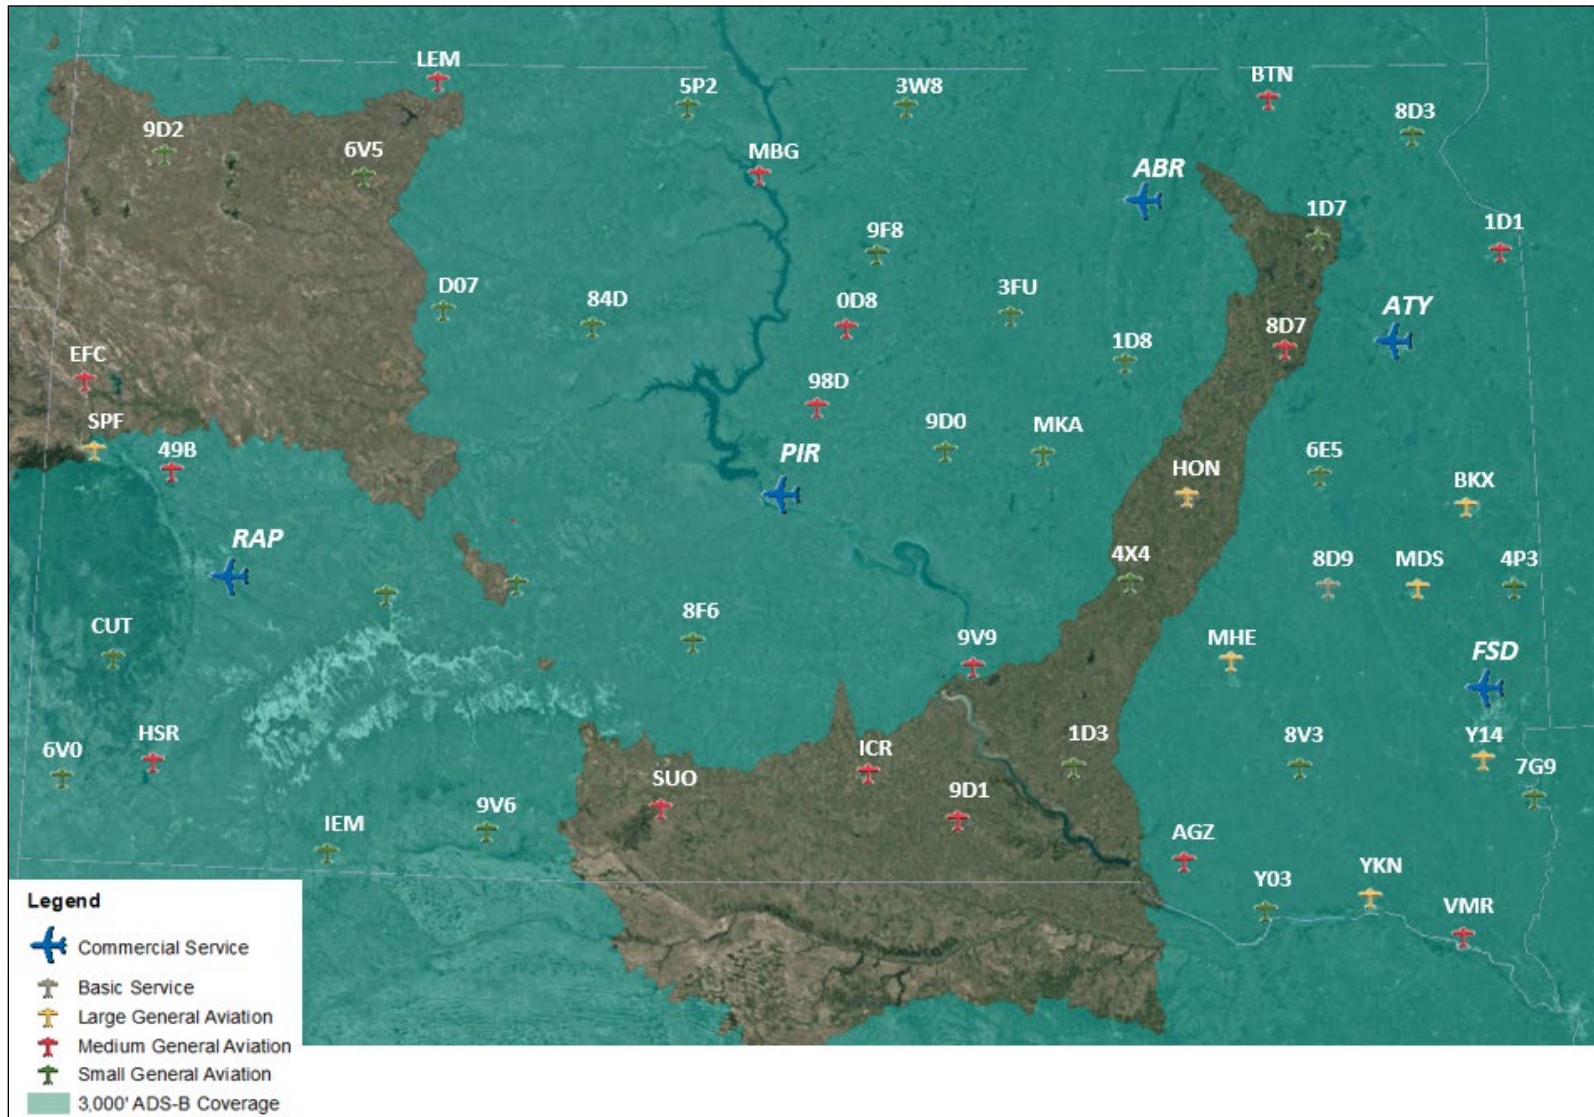 LEM
5P2
3W8
BTN
8D3
9D2
6V5
MBG
ABR
1D7
1D1
9F8
D07
84D
0D8
3FU
ATY
8D7
1D8
EFC
98D
SPF
49B
9D0
MKA
PIR
HON
6E5
BKX
RAP
8D9
MDS
4P3
CUT
8F6
9V9
MHE
FSD
6V0
HSR
ICR
1D3
8V3
Y14
7G9
SUO
9D1
IEM
9V6
4X4
AGZ
Y03
YKN
VMR
Legend
Commercial Service
Basic Service
Large General Aviation
Medium General Aviation
Small General Aviation
3,000' ADS-B Coverage